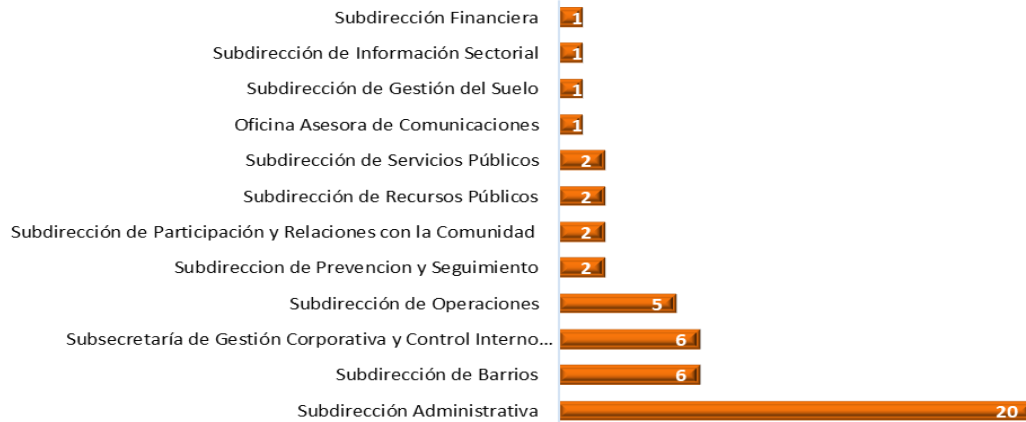 Subdirección Financiera 1
Subdirección de Información Sectorial 1
Subdirección de Gestión del Suelo 1
Oficina Asesora de Comunicaciones 1
Subdirección de Servicios Públicos 2
Subdirección de Recursos Públicos 2
Subdirección de Participación y Relaciones con la Comunidad 2
Subdireccion de Prevencion y Seguimiento 2
Subdirección de Operaciones 5
Subsecretaría de Gestión Corporativa y Control Interno... 6
Subdirección de Barrios 6
Subdirección Administrativa 20